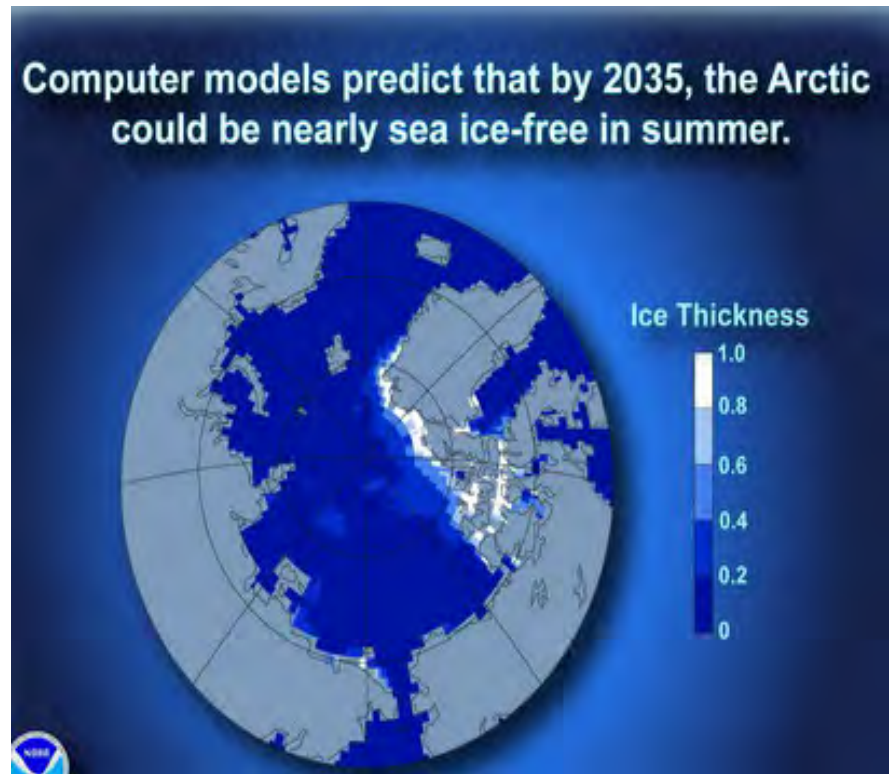 Computer models predict that by 2035, the Arctic
could be nearly sea ice-free in summer.
Ice Thickness
1.0
0.8
0.6
0.4
0.2
0
NOAA